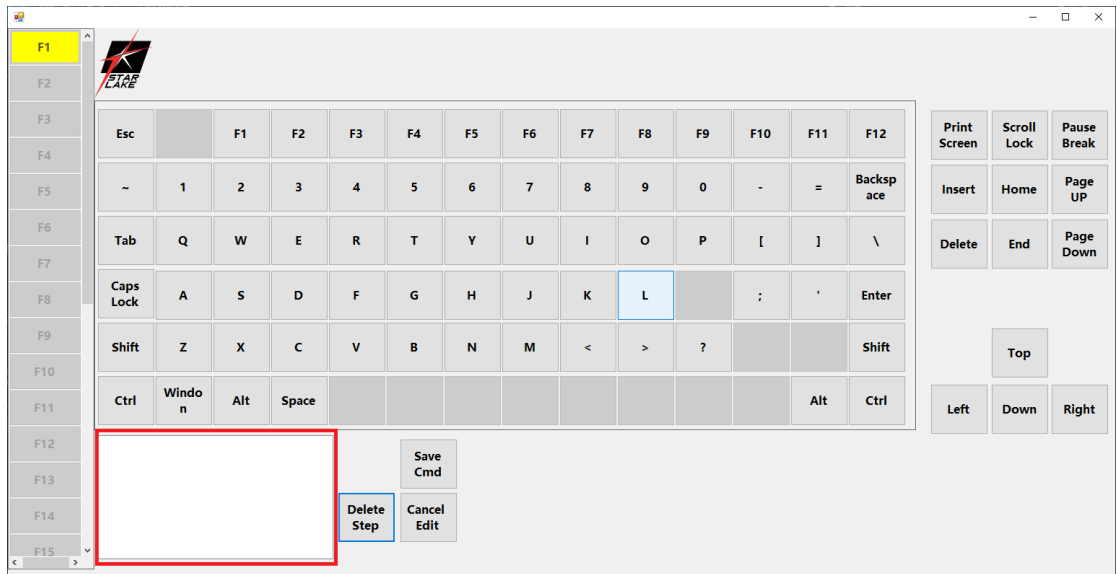 F1
F2
F3
F4
F5
F6
F7
F8
F9
F10
F11
F12
F13
F14
F15
STAR
LAKE
Esc F1 F2 F3 F4 F5 F6 F7 F8 F9 F10 F11 F12
~ 1 2 3 4 5 6 7 8 9 0 - = Backsp
ace
Tab Q W E R T Y U I O P [ ] \
Caps
Lock A S D F G H J K L ; ' Enter
Shift Z X C V B N M < > ? Shift
Ctrl Windo
n Alt Space Alt Ctrl
Print
Screen
Scroll
Lock
Pause
Break
Insert Home Page
UP
Delete End Page
Down
Top
Left Down Right
Save
Cmd
Delete
Step
Cancel
Edit